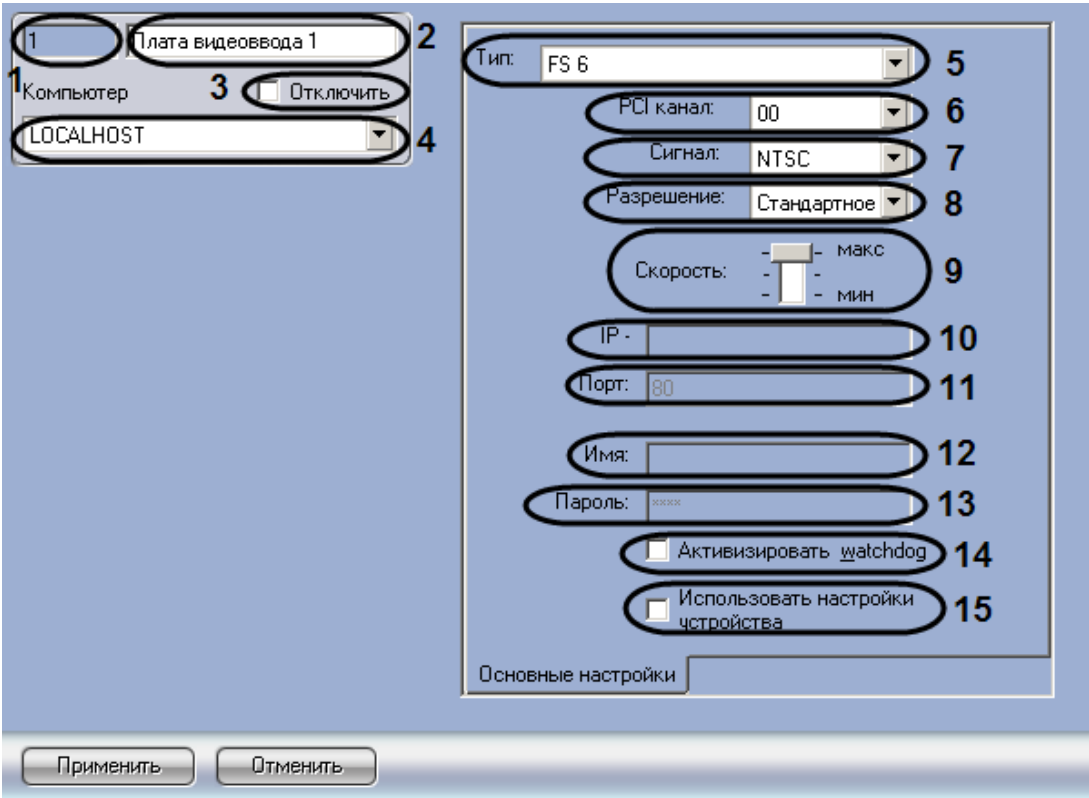 1
Плата видеоввода 1
2
1
Компьютер
3
Отключить
LOCALHOST
4
Тип:
FS 6
5
PCI канал:
00
6
Сигнал:
NTSC
7
Разрешение:
Стандартное
8
Скорость:
макс
мин
9
IP -
10
Порт:
80
11
Имя:
12
Пароль:
****
13
Активизировать watchdog
14
Использовать настройки
устройства
15
Основные настройки
Применить
Отменить